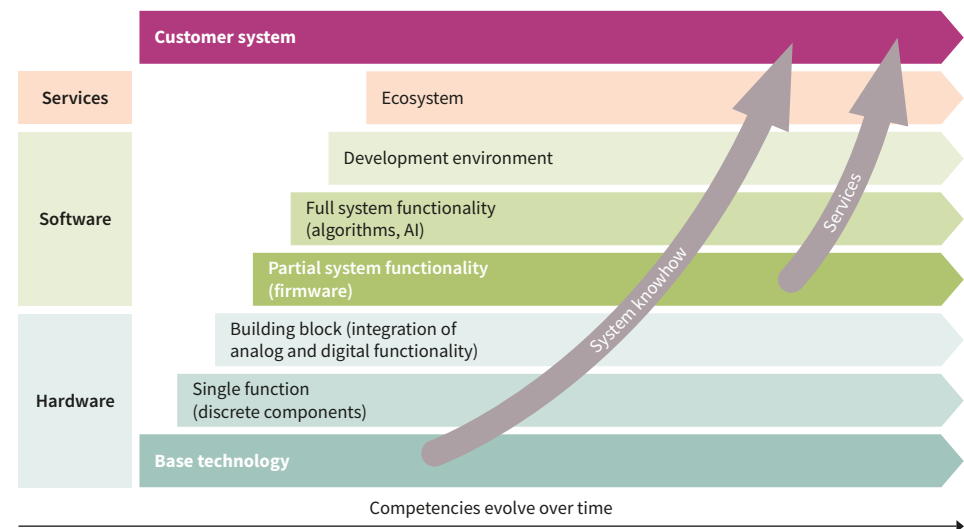 Customer system
Services
Ecosystem
Development environment
Software
Full system functionality
(algorithms, AI)
Partial system functionality
(firmware)
Building block (integration of
analog and digital functionality)
Hardware
Single function
(discrete components)
Base technology
System knowhow
Services
Competencies evolve over time